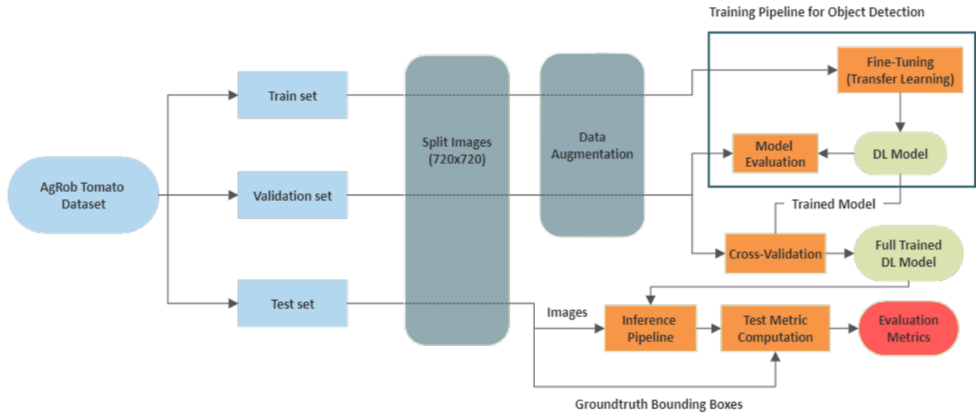 Training Pipeline for Object Detection
Fine-Tuning
(Transfer Learning)
Train set
Split Images
(720x720)
Data
Augmentation
Model
Evaluation
DL Model
AgRob Tomato
Dataset
Validation set
Trained Model
Cross-Validation
Full Trained
DL Model
Test set
Images
Inference
Pipeline
Test Metric
Computation
Evaluation
Metrics
Groundtruth Bounding Boxes